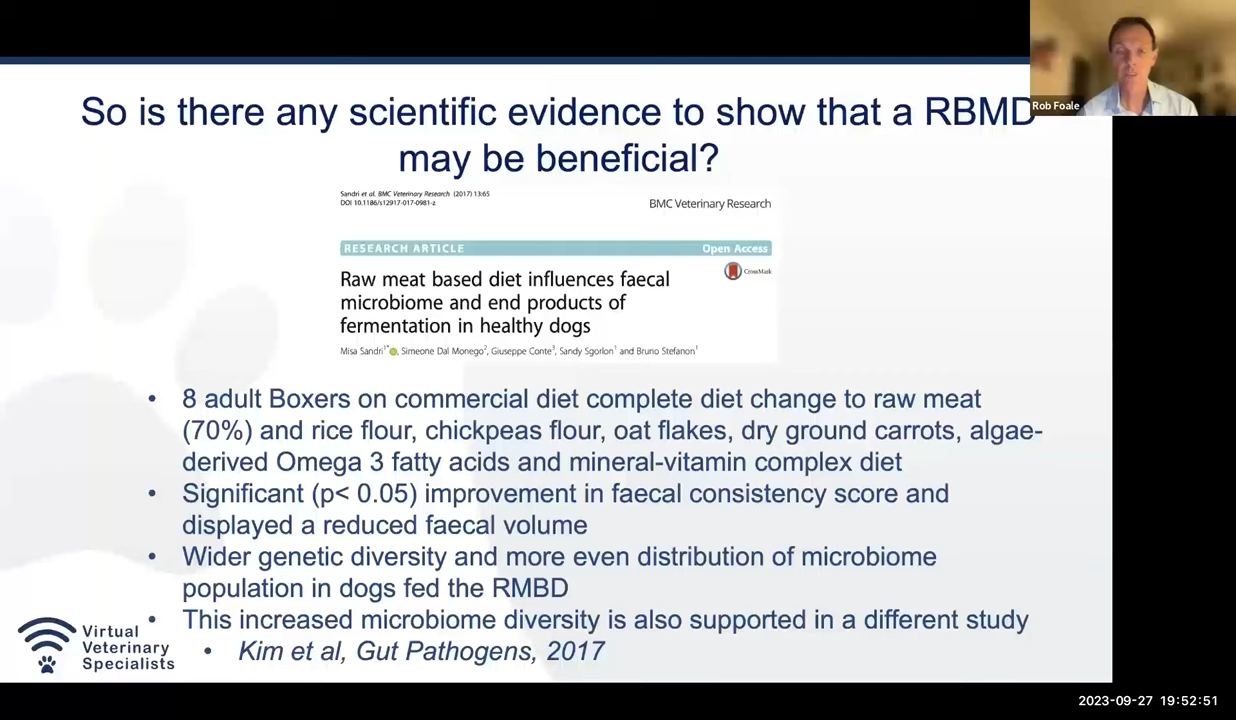 So is there any scientific evidence to show that a RBMD
may be beneficial?
Rob Foale
Sandri et al. BMC Veterinary Research (2017) 13:65
DOI 10.1186/s12917-017-0981-z
BMC Veterinary Research
RESEARCH ARTICLE
Open Access
CrossMark
Raw meat based diet influences faecal
microbiome and end products of
fermentation in healthy dogs
Misa Sandri1*, Simeone Dal Monego2, Giuseppe Conte3, Sandy Sgorlon1 and Bruno Stefanon1
• 8 adult Boxers on commercial diet complete diet change to raw meat
(70%) and rice flour, chickpeas flour, oat flakes, dry ground carrots, algae-
derived Omega 3 fatty acids and mineral-vitamin complex diet
• Significant (p< 0.05) improvement in faecal consistency score and
displayed a reduced faecal volume
• Wider genetic diversity and more even distribution of microbiome
population in dogs fed the RMBD
• This increased microbiome diversity is also supported in a different study
• Kim et al, Gut Pathogens, 2017
Virtual
Veterinary
Specialists
2023-09-27 19:52:51